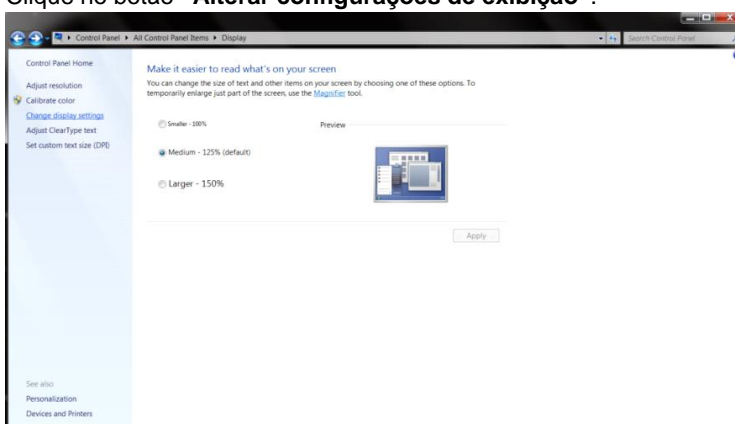 Clique no botão "Alterar configurações de exibição".
Control Panel ▸ All Control Panel Items ▸ Display
Search Control Panel
Control Panel Home
Adjust resolution
Calibrate color
Change display settings
Adjust ClearType text
Set custom text size (DPI)
Make it easier to read what's on your screen
You can change the size of text and other items on your screen by choosing one of these options. To
temporarily enlarge just part of the screen, use the Magnifier tool.
Smaller - 100%
Preview
Medium - 125% (default)
Larger - 150%
Apply
See also
Personalization
Devices and Printers